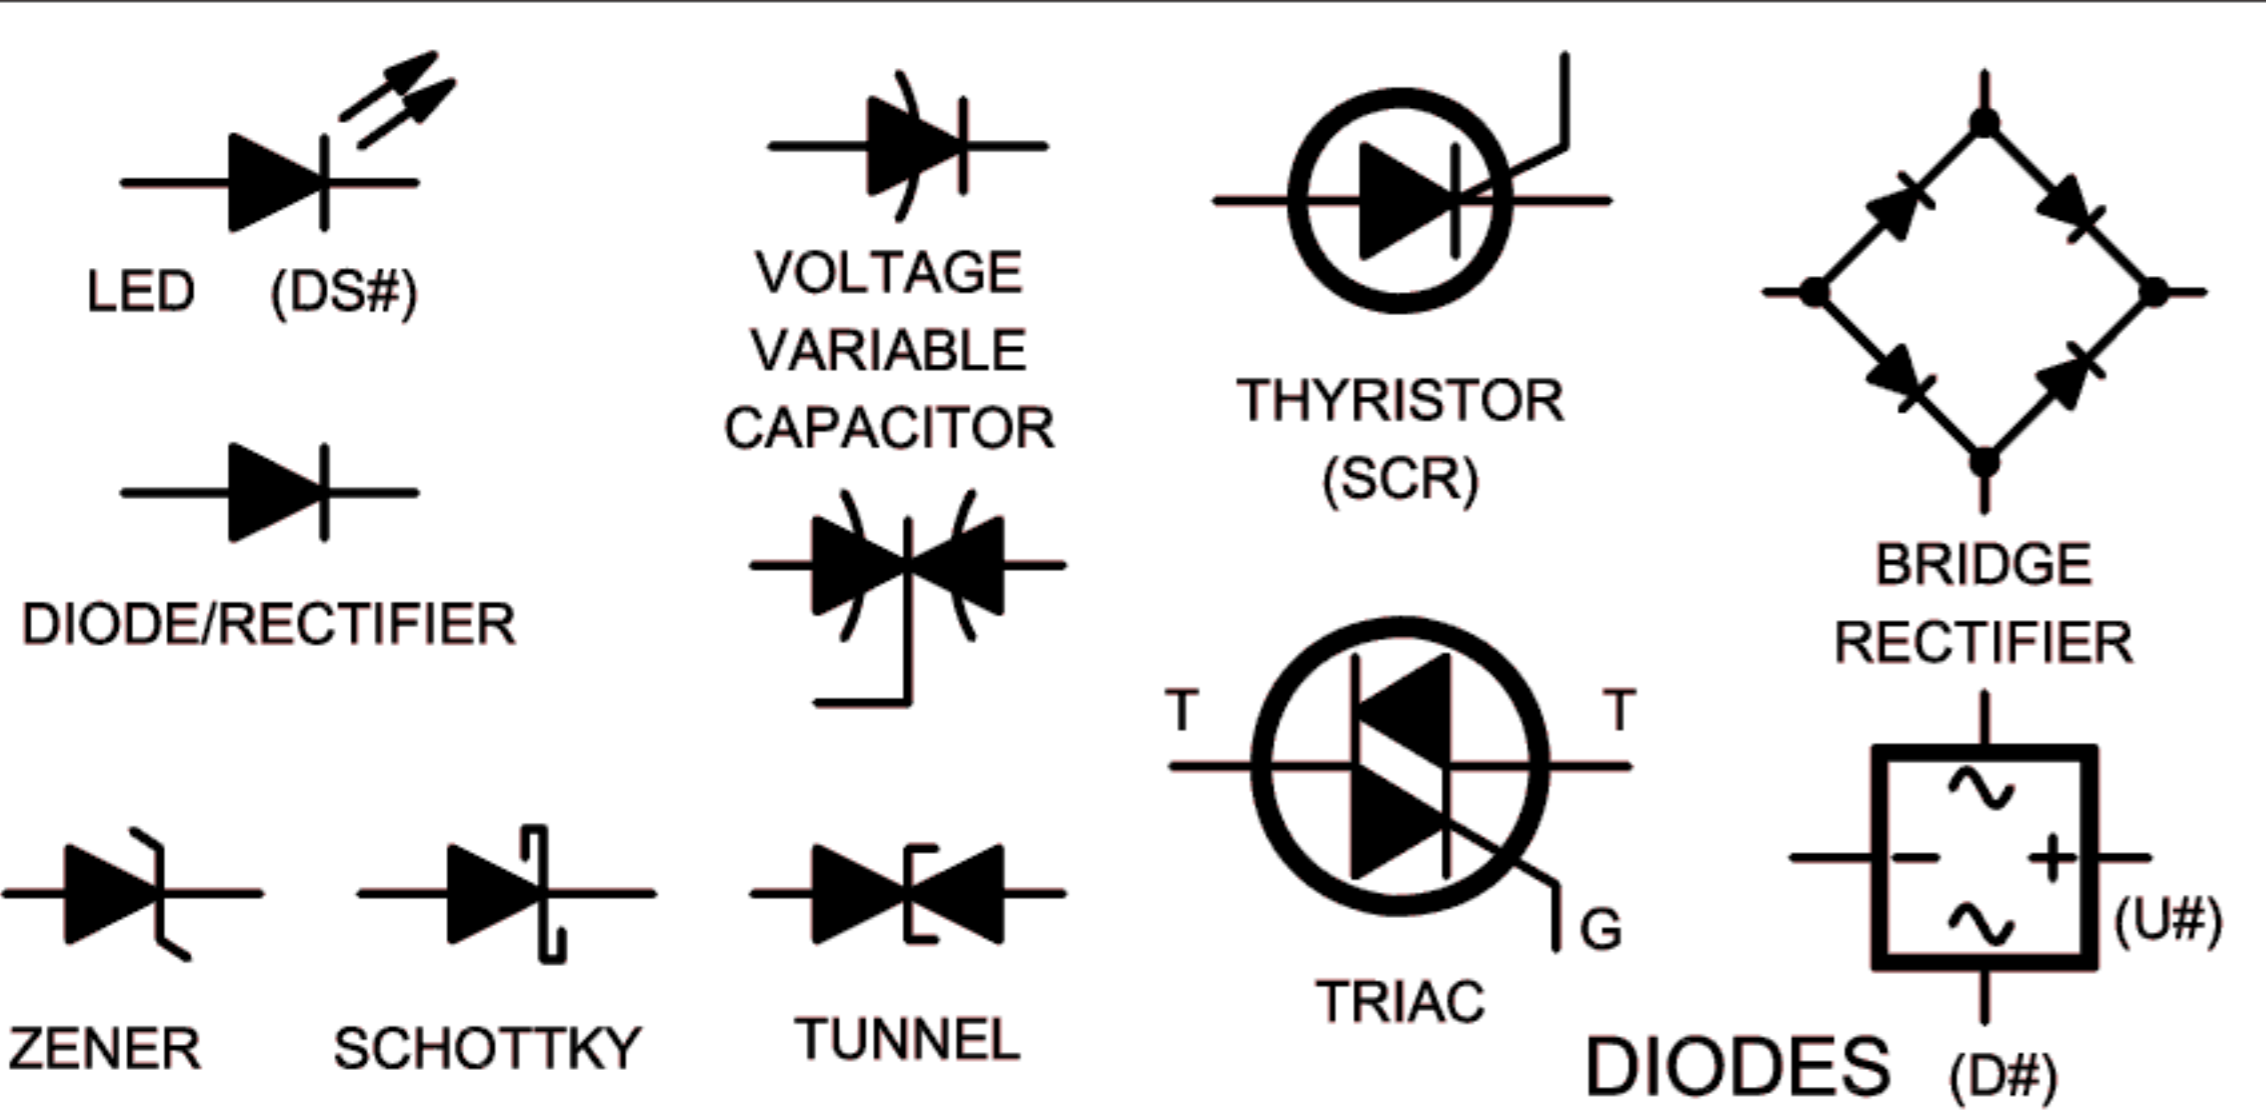 LED (DS#)
DIODE/RECTIFIER
ZENER
SCHOTTKY
VOLTAGE
VARIABLE
CAPACITOR
TUNNEL
THYRISTOR
(SCR)
T T
G
TRIAC
BRIDGE
RECTIFIER
~
- +
~
(U#)
DIODES (D#)